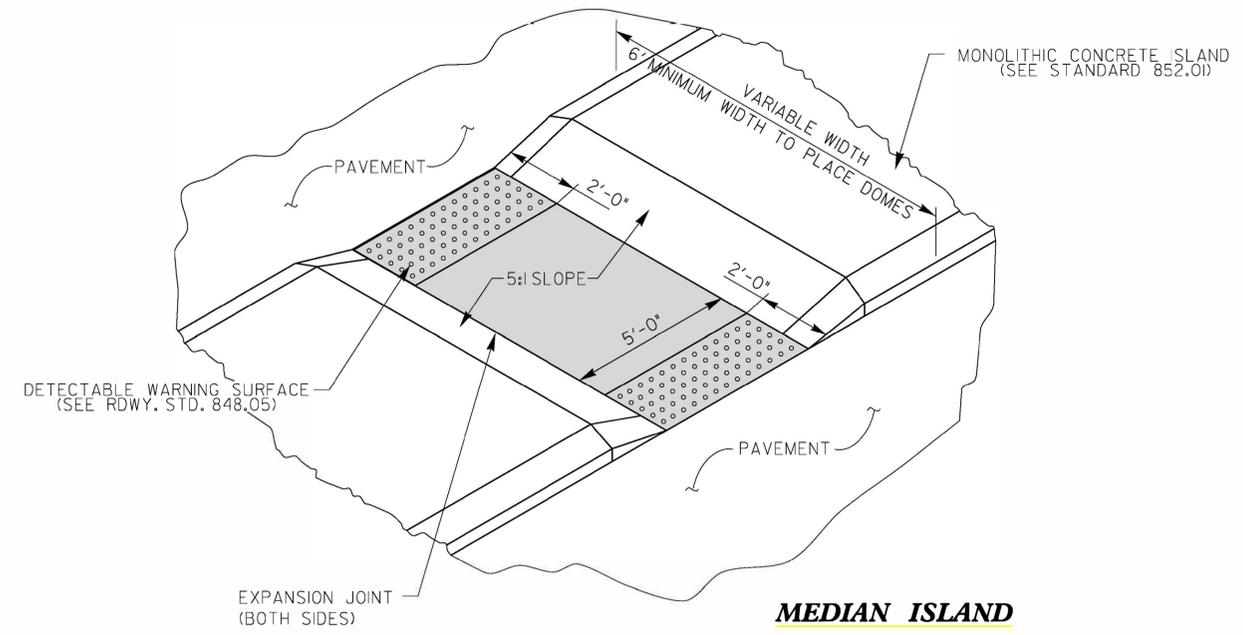 MONOLITHIC CONCRETE ISLAND
(SEE STANDARD 852.01)
VARIABLE WIDTH
6' MINIMUM WIDTH TO PLACE DOMES
PAVEMENT
2'-0"
5:1 SLOPE
2'-0"
5'-0"
DETECTABLE WARNING SURFACE
(SEE RDWY. STD. 848.05)
PAVEMENT
EXPANSION JOINT
(BOTH SIDES)
MEDIAN ISLAND